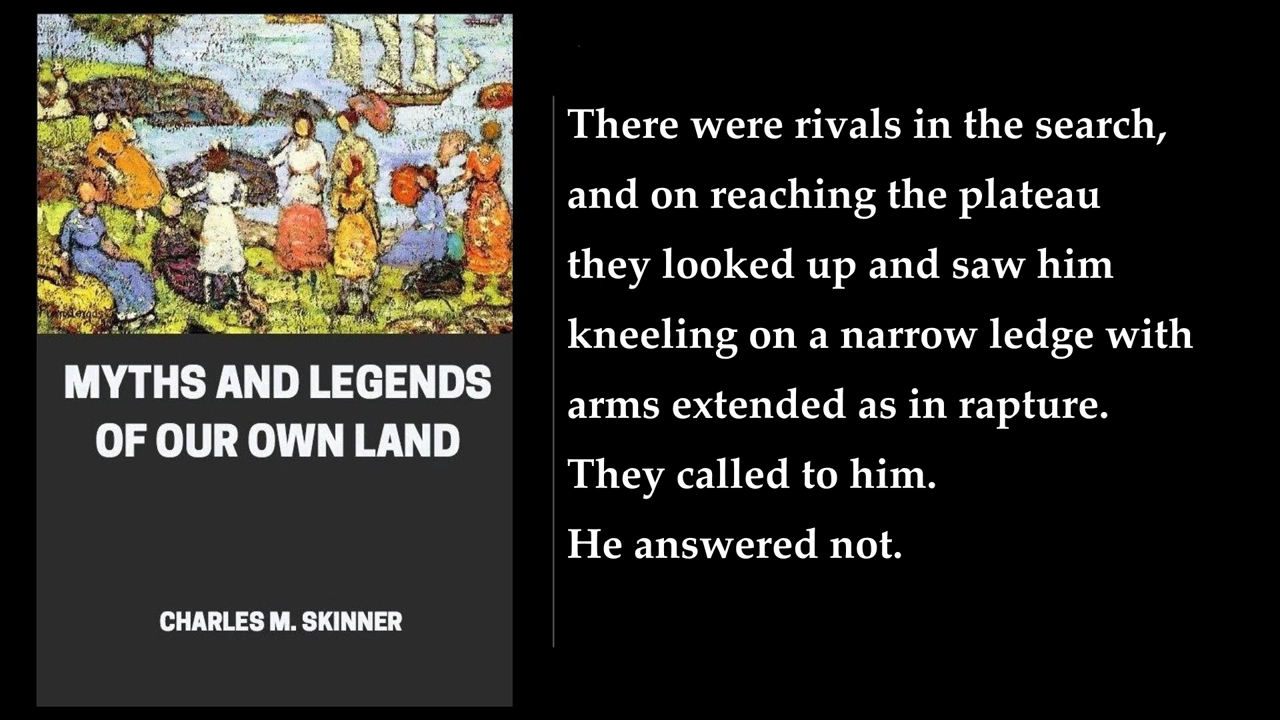 MYTHS AND LEGENDS
OF OUR OWN LAND
CHARLES M. SKINNER
There were rivals in the search,
and on reaching the plateau
they looked up and saw him
kneeling on a narrow ledge with
arms extended as in rapture.
They called to him.
He answered not.